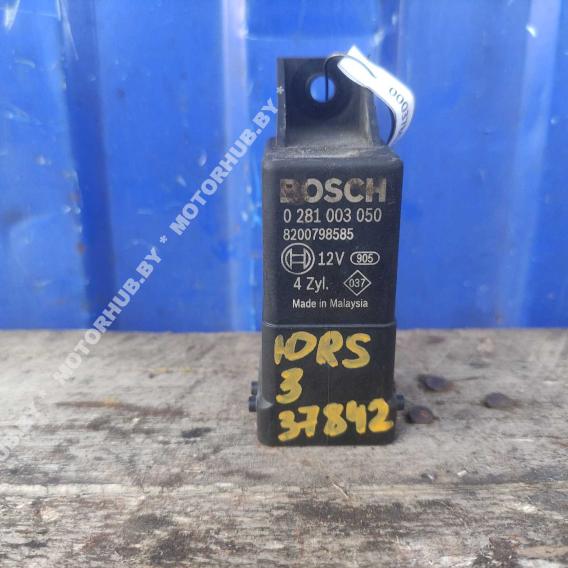 BOSCH
0 281 003 050
8200798585
12V 905
4 Zyl. 037
Made in Malaysia
3
37842
MOTORHUB.BY * MOTORHUB.BY *